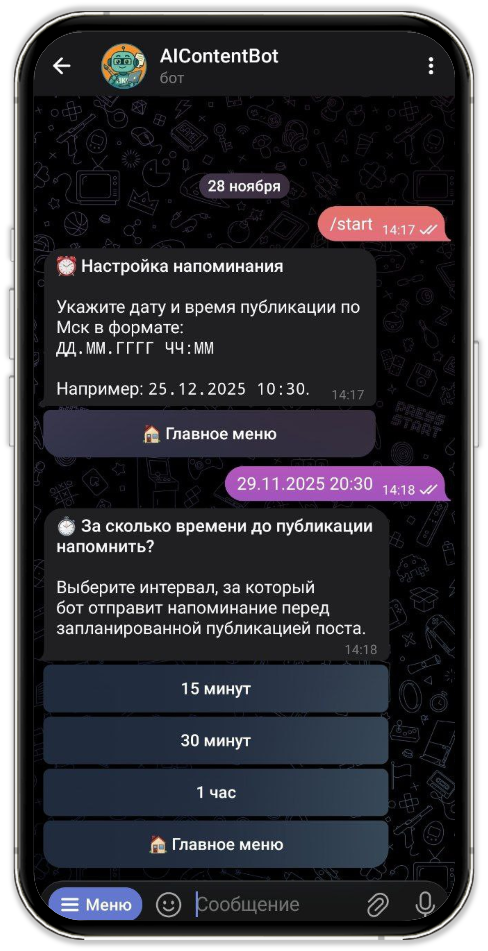 AIContentBot
бот
28 ноября
/start 14:17
⏰ Настройка напоминания
Укажите дату и время публикации по
Мск в формате:
ДД.ММ.ГГГГ ЧЧ:ММ
Например: 25.12.2025 10:30. 14:17
🏠 Главное меню
PRESS
START
29.11.2025 20:30 14:18
⏱ За сколько времени до публикации
напомнить?
Выберите интервал, за который
бот отправит напоминание перед
запланированной публикацией поста.
14:18
15 минут
30 минут
1 час
🏠 Главное меню
Меню Сообщение